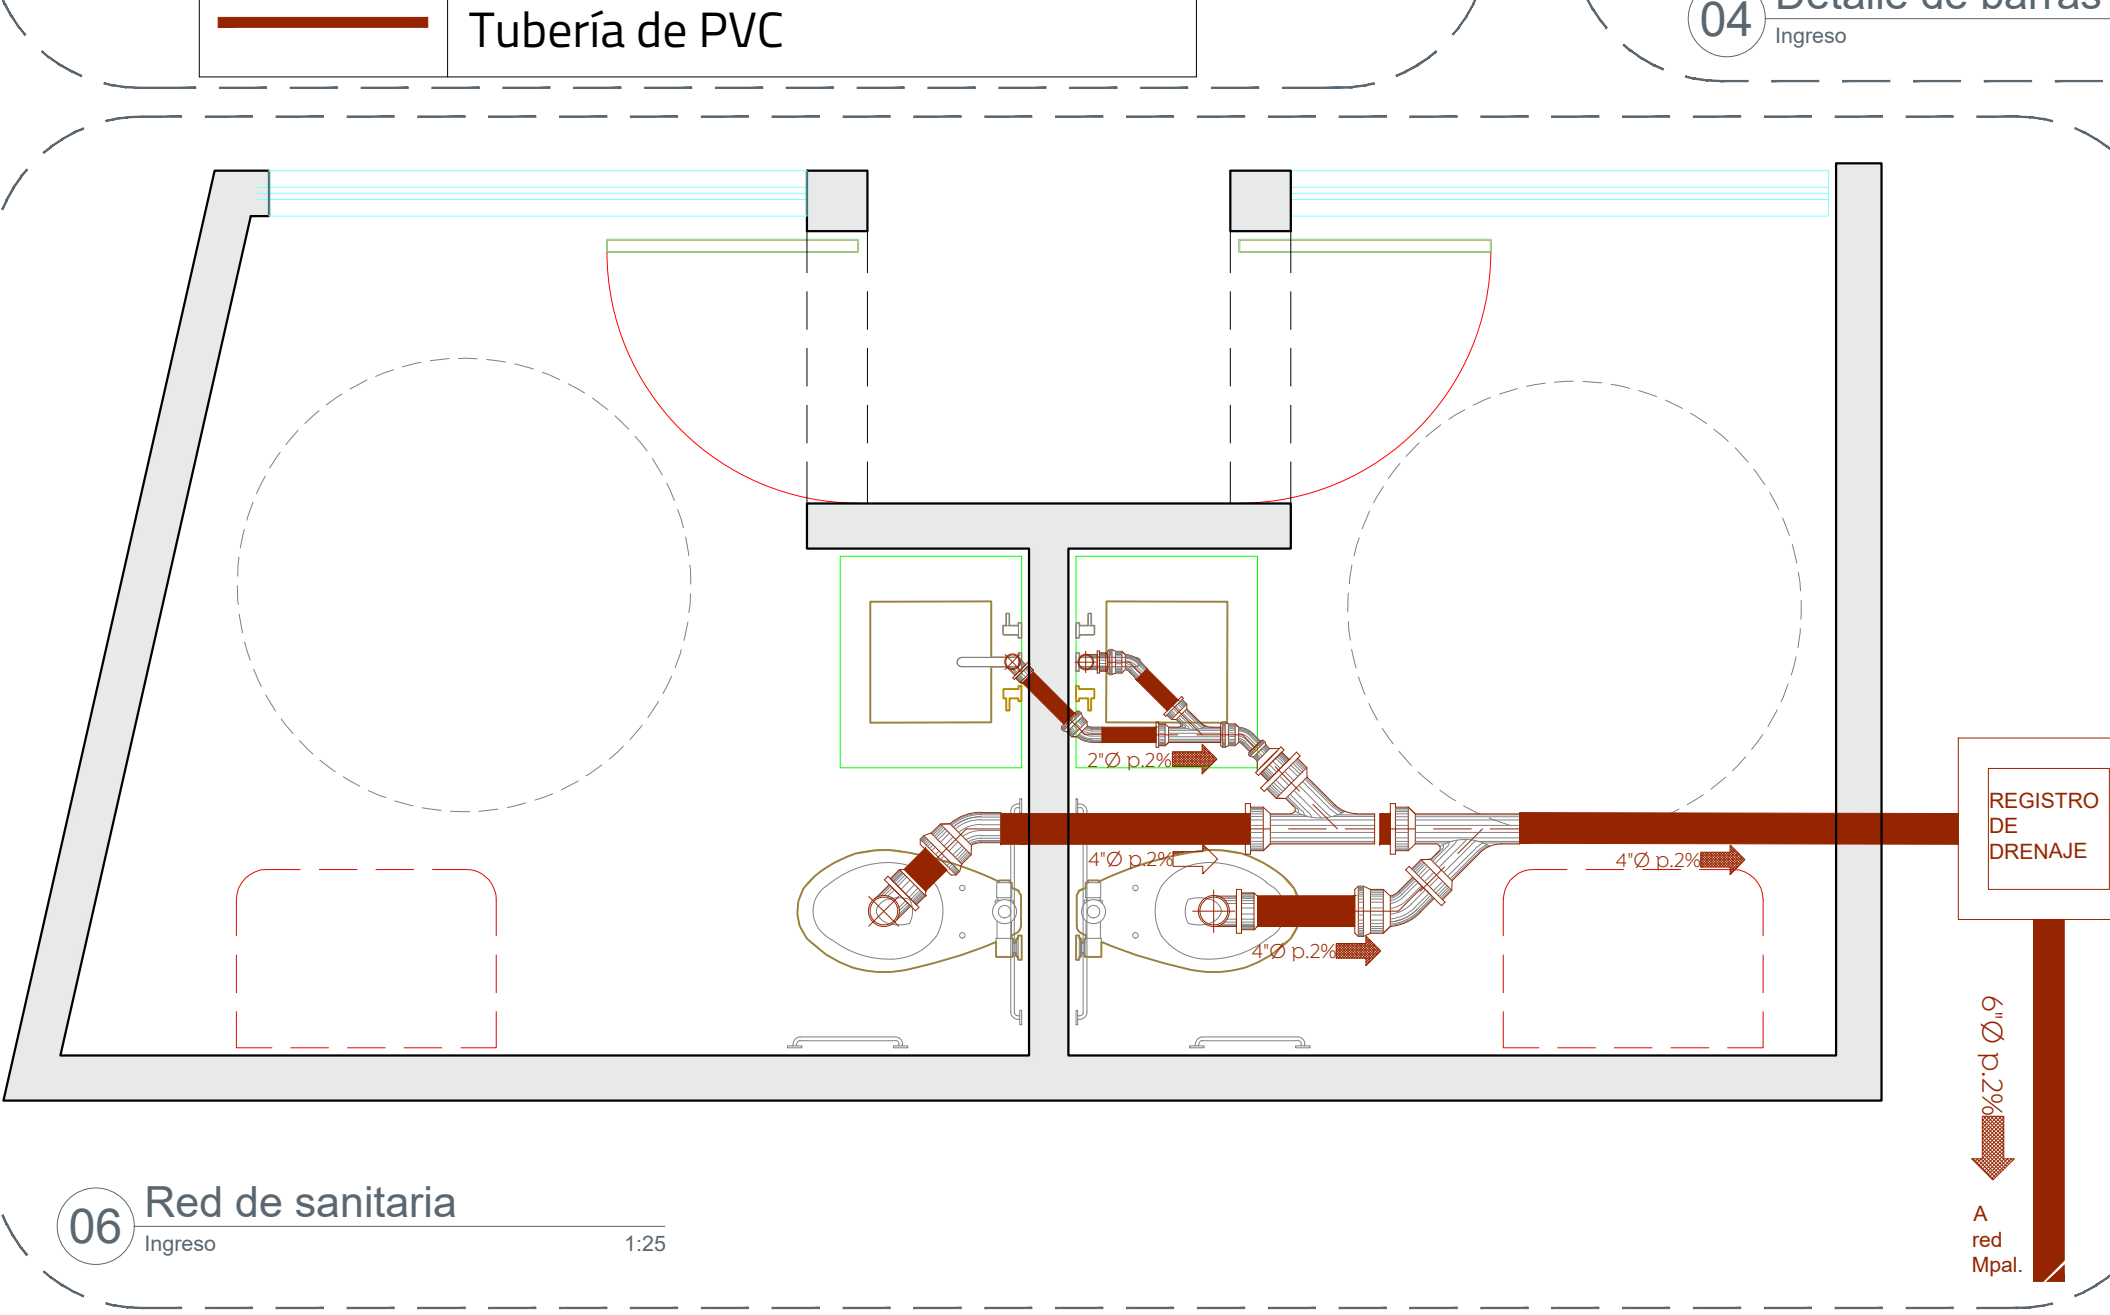 Tubería de PVC
04
Ingreso
2"Ø p.2%
4"Ø p.2%
4"Ø p.2%
4"Ø p.2%
REGISTRO
DE
DRENAJE
6"Ø p.2%
A
red
Mpal.
06
Red de sanitaria
Ingreso
1:25